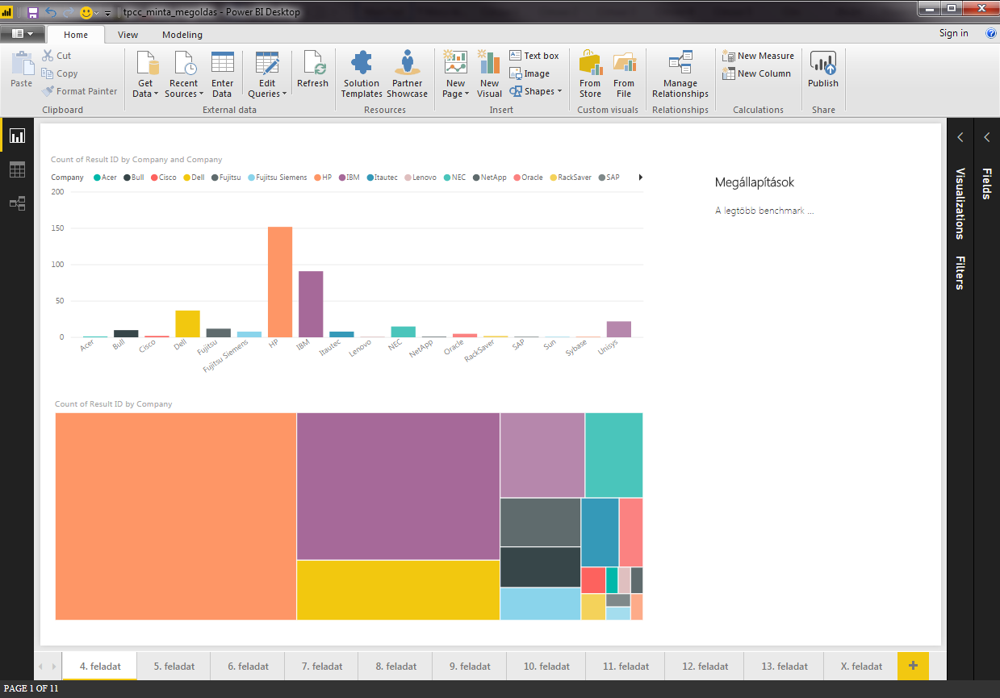 tpcc_minta_megoldas - Power BI Desktop
Home View Modeling Sign in
Paste
Cut
Copy
Format Painter
Clipboard
Get Data
Recent Sources
Enter Data
Edit Queries
External data
Refresh
Solution Templates
Partner Showcase
Resources
New Page
New Visual
Text box
Image
Shapes
Insert
From Store
From File
Custom visuals
Manage Relationships
Relationships
New Measure
New Column
Calculations
Publish
Share
Count of Result ID by Company and Company
Company Acer Bull Cisco Dell Fujitsu Fujitsu Siemens HP IBM Itautec Lenovo NEC NetApp Oracle RackSaver SAP
200
150
100
50
0
Acer Bull Cisco Dell Fujitsu Fujitsu Siemens HP IBM Itautec Lenovo NEC NetApp Oracle RackSaver SAP Sun Sybase Unisys
Megállapítások
A legtöbb benchmark ...
Visualizations
Filters
Fields
Count of Result ID by Company
4. feladat 5. feladat 6. feladat 7. feladat 8. feladat 9. feladat 10. feladat 11. feladat 12. feladat 13. feladat X. feladat +
PAGE 1 OF 11